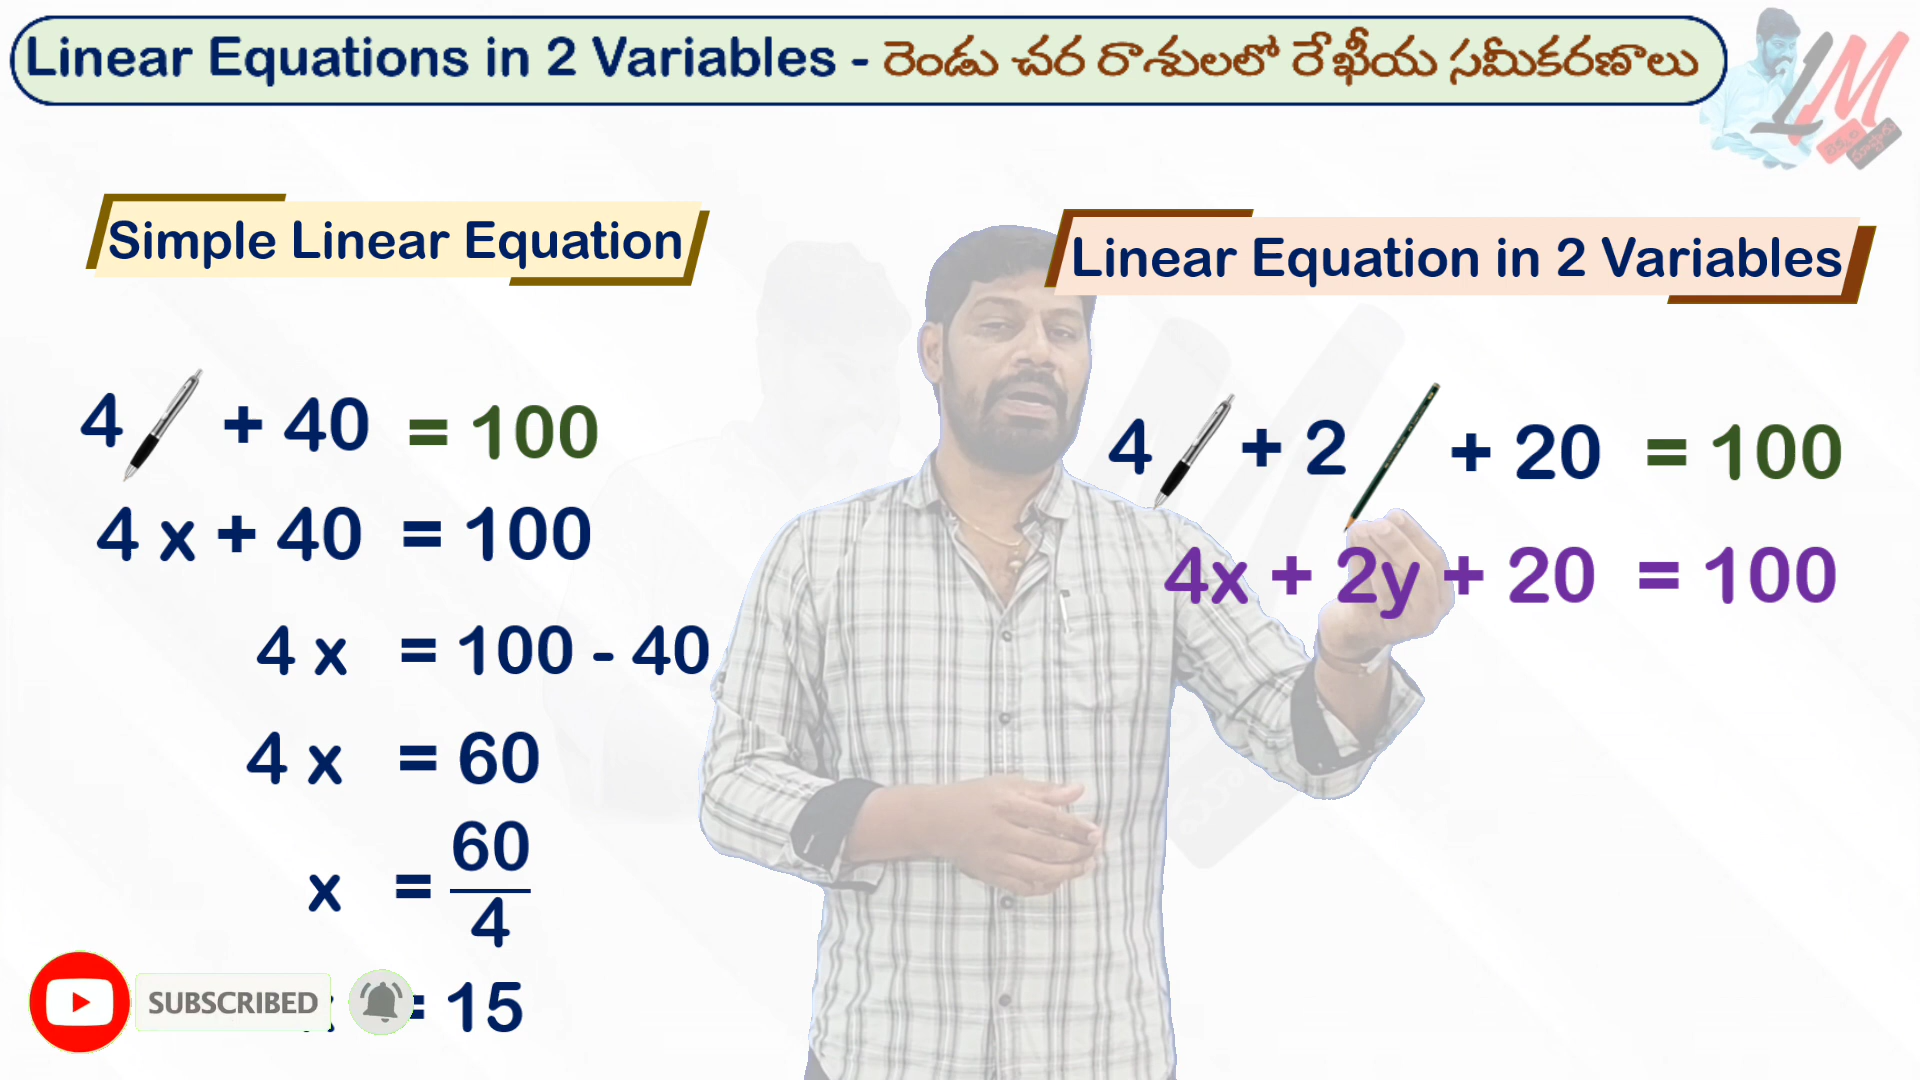 Linear Equations in 2 Variables - రెండు చర రాశులలో రేఖీయ సమీకరణాలు
LM
Simple Linear Equation
4 + 40 = 100
4 x + 40 = 100
4 x = 100 - 40
4 x = 60
x = 60/4
= 15
SUBSCRIBED
Linear Equation in 2 Variables
4 + 2 + 20 = 100
4x + 2y + 20 = 100